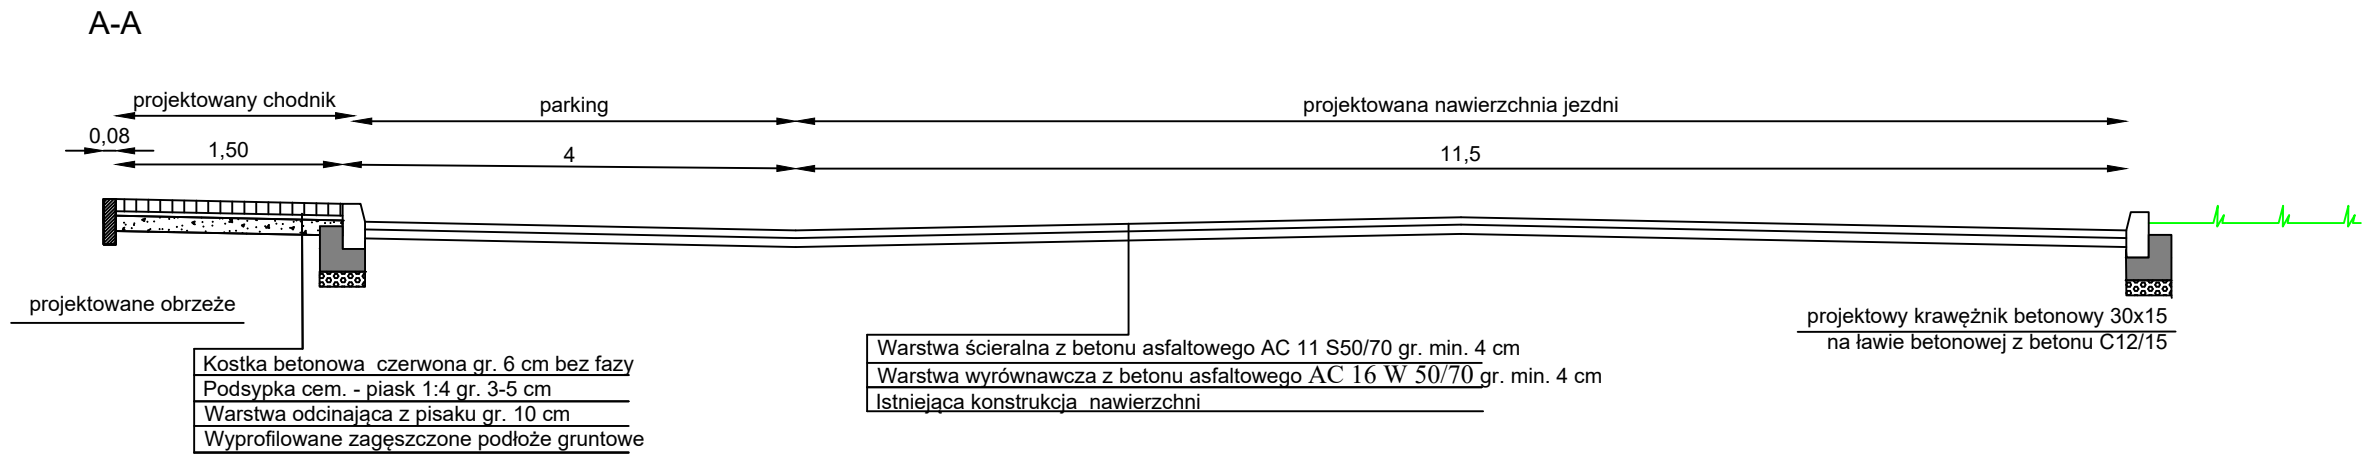 A-A
projektowany chodnik
parking
projektowana nawierzchnia jezdni
0,08
1,50
4
11,5
projektowane obrzeże
Kostka betonowa czerwona gr. 6 cm bez fazy
Podsypka cem. - piask 1:4 gr. 3-5 cm
Warstwa odcinająca z pisaku gr. 10 cm
Wyprofilowane zagęszczone podłoże gruntowe
Warstwa ścieralna z betonu asfaltowego AC 11 S50/70 gr. min. 4 cm
Warstwa wyrównawcza z betonu asfaltowego AC 16 W 50/70 gr. min. 4 cm
Istniejąca konstrukcja nawierzchni
projektowy krawężnik betonowy 30x15
na ławie betonowej z betonu C12/15